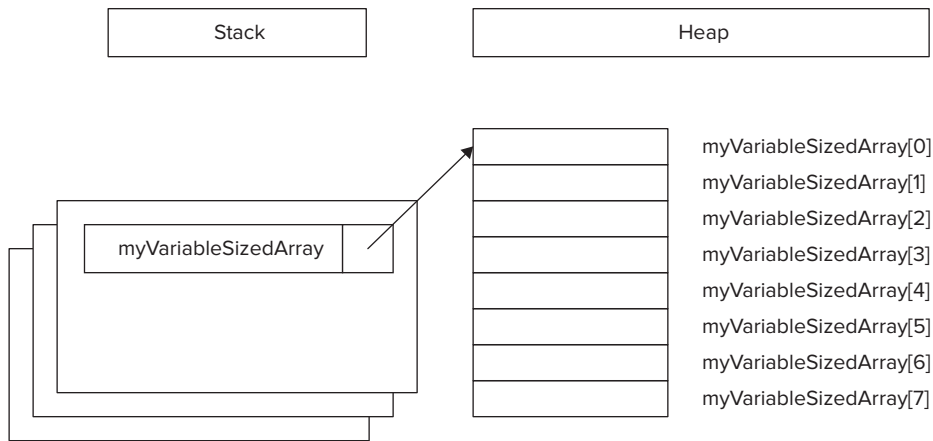 Stack
Heap
myVariableSizedArray
myVariableSizedArray[0]
myVariableSizedArray[1]
myVariableSizedArray[2]
myVariableSizedArray[3]
myVariableSizedArray[4]
myVariableSizedArray[5]
myVariableSizedArray[6]
myVariableSizedArray[7]